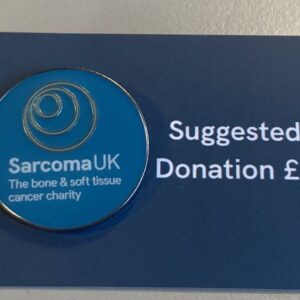 SarcomaUK
The bone & soft tissue
cancer charity
Suggested
Donation £